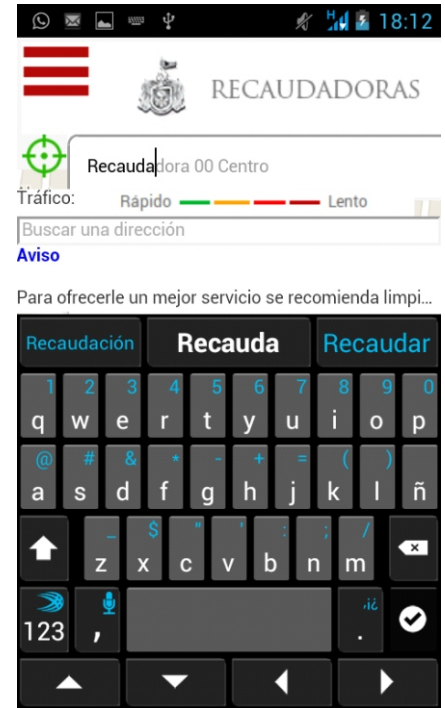 H 18:12
RECAUDADORAS
Recaudadora 00 Centro
Tráfico: Rápido Lento
Buscar una dirección
Aviso
Para ofrecerle un mejor servicio se recomienda limpi...
Recaudación Recauda Recaudar
1 2 3 4 5 6 7 8 9 0
q w e r t y u i o p
@ # & * - + = ( )
a s d f g h j k l ñ
_ $ " ' : ; /
z x c v b n m
123 , . ,¡¿